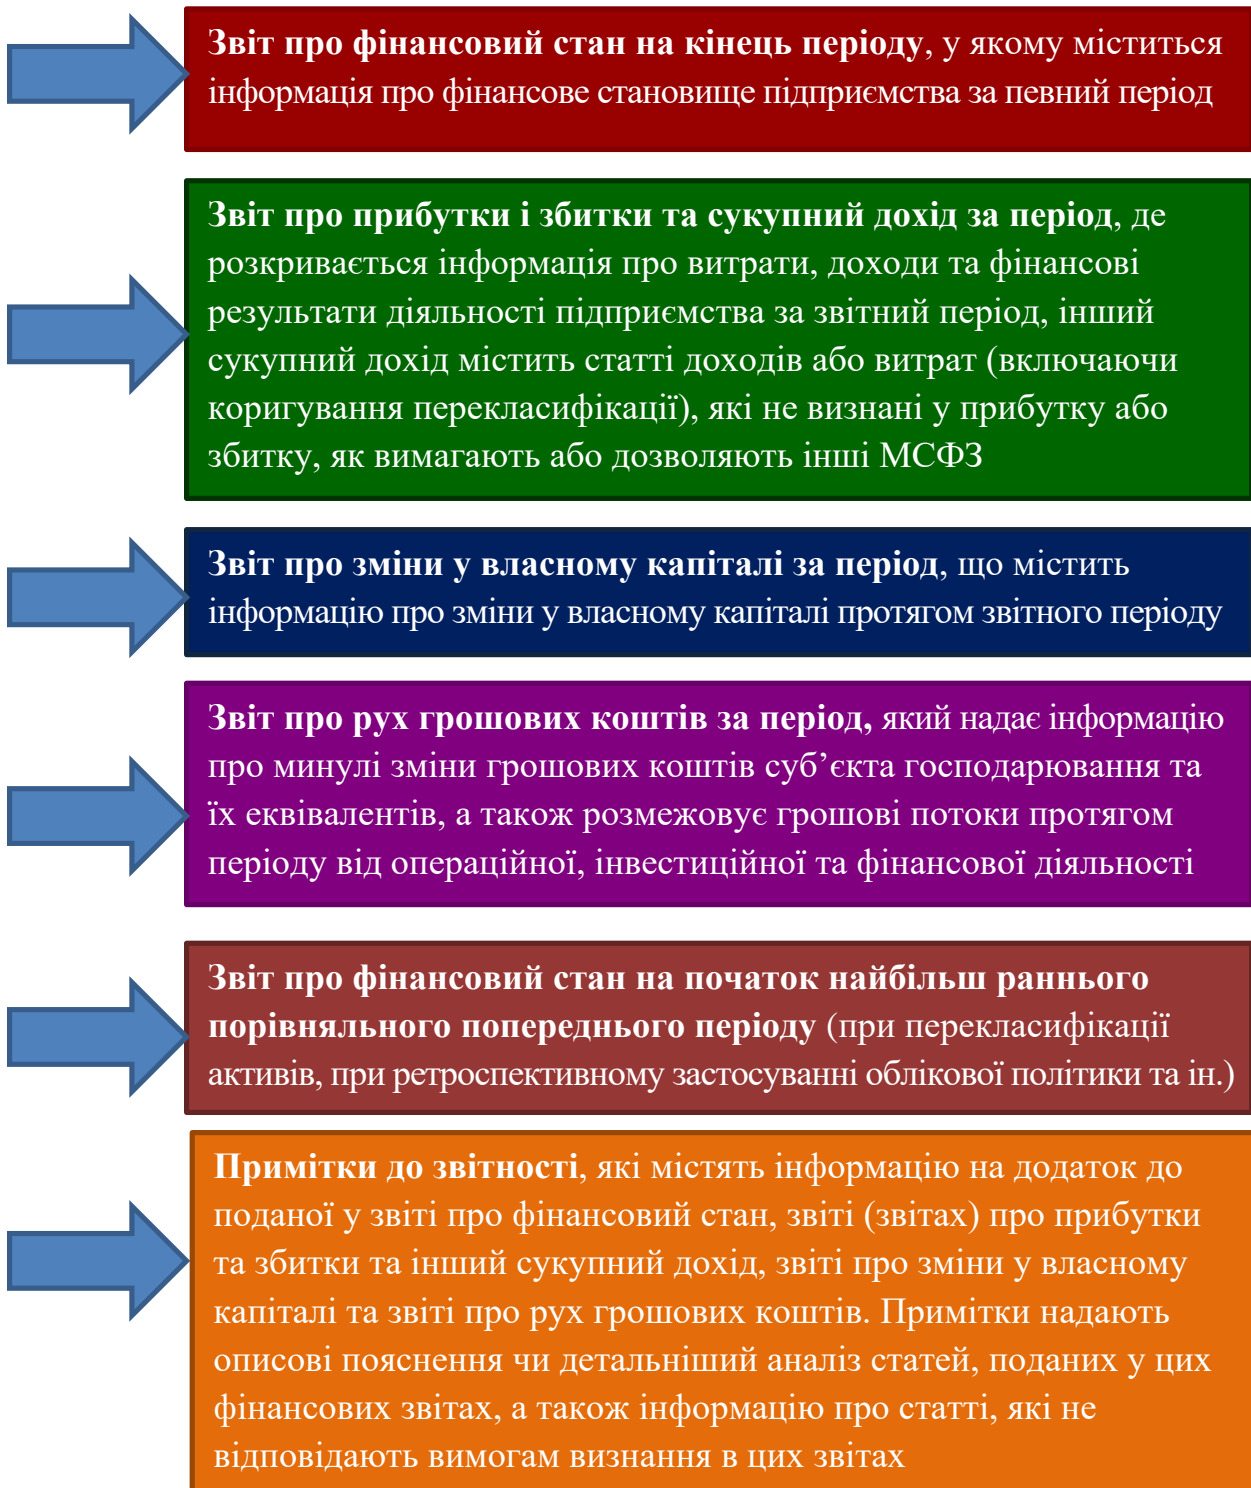 Звіт про фінансовий стан на кінець періоду, у якому міститься
інформація про фінансове становище підприємства за певний період
Звіт про прибутки і збитки та сукупний дохід за період, де
розкривається інформація про витрати, доходи та фінансові
результати діяльності підприємства за звітний період, інший
сукупний дохід містить статті доходів або витрат (включаючи
коригування перекласифікації), які не визнані у прибутку або
збитку, як вимагають або дозволяють інші МСФЗ
Звіт про зміни у власному капіталі за період, що містить
інформацію про зміни у власному капіталі протягом звітного періоду
Звіт про рух грошових коштів за період, який надає інформацію
про минулі зміни грошових коштів суб’єкта господарювання та
їх еквівалентів, а також розмежовує грошові потоки протягом
періоду від операційної, інвестиційної та фінансової діяльності
Звіт про фінансовий стан на початок найбільш раннього
порівняльного попереднього періоду (при перекласифікації
активів, при ретроспективному застосуванні облікової політики та ін.)
Примітки до звітності, які містять інформацію на додаток до
поданої у звіті про фінансовий стан, звіті (звітах) про прибутки
та збитки та інший сукупний дохід, звіті про зміни у власному
капіталі та звіті про рух грошових коштів. Примітки надають
описові пояснення чи детальніший аналіз статей, поданих у цих
фінансових звітах, а також інформацію про статті, які не
відповідають вимогам визнання в цих звітах